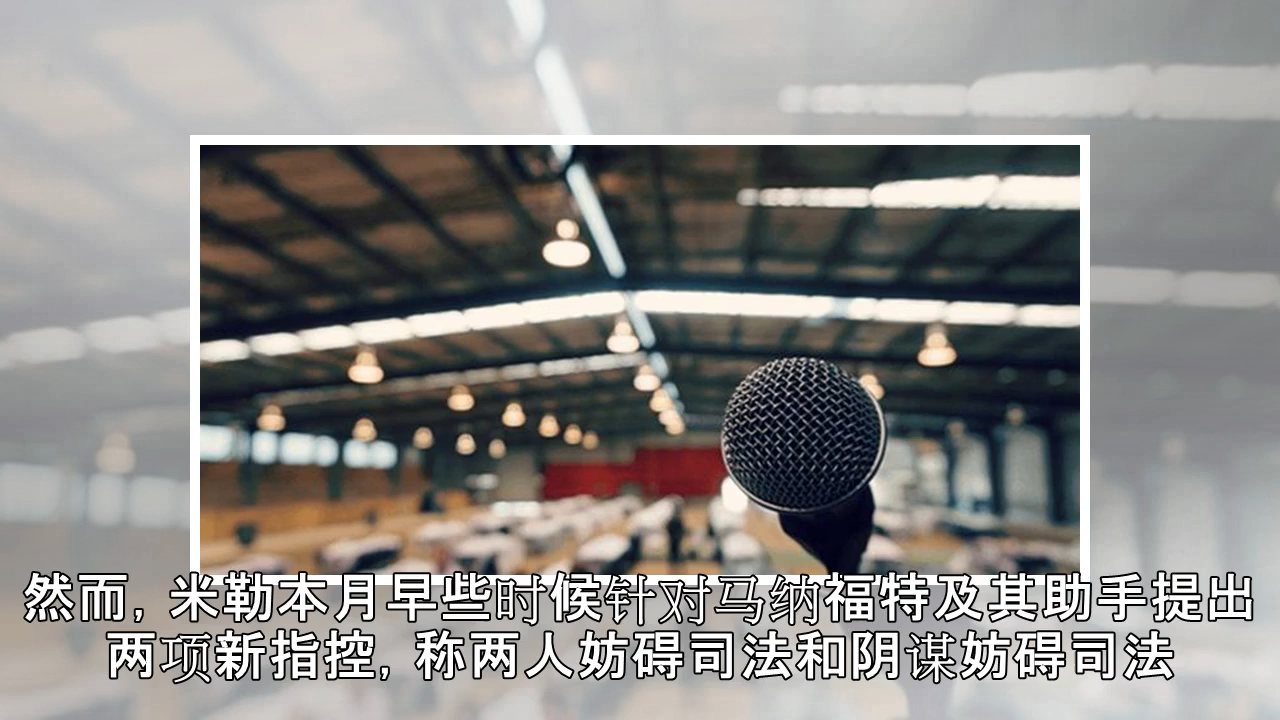 然而, 米勒本月早些时候针对马纳福特及其助手提出
两项新指控, 称两人妨碍司法和阴谋妨碍司法